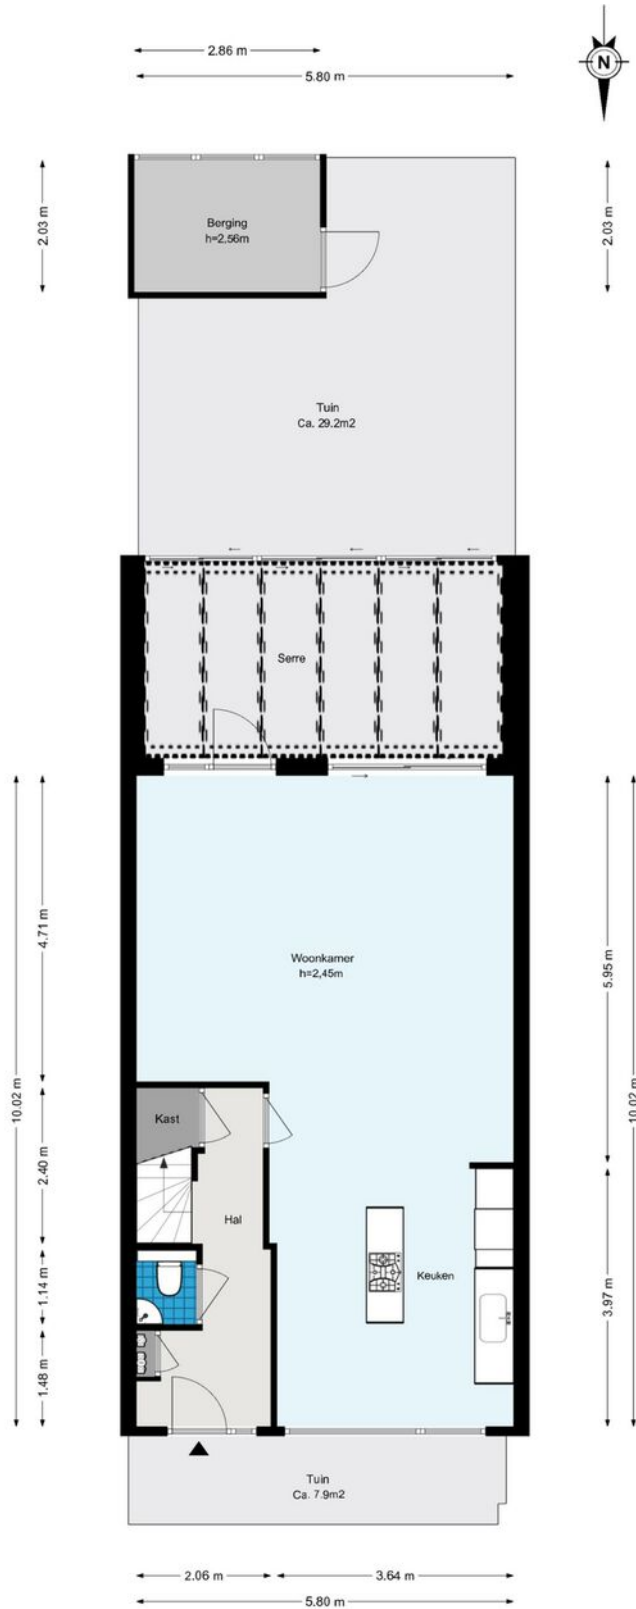 2.86 m
5.80 m
N
2.03 m
2.03 m
Berging
h=2,56m
Tuin
Ca. 29.2m2
Serre
4.71 m
5.95 m
Woonkamer
h=2,45m
10.02 m
10.02 m
Kast
2.40 m
Hal
Keuken
1.14 m
3.97 m
1.48 m
Tuin
Ca. 7.9m2
2.06 m
3.64 m
5.80 m